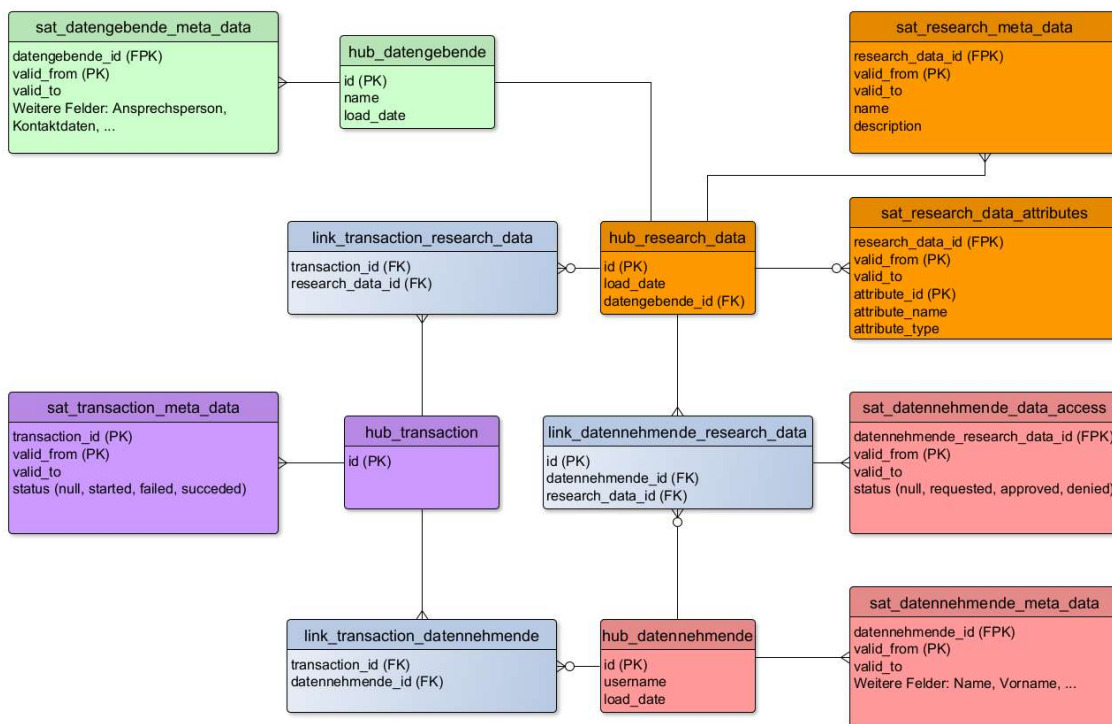 sat_datengebende_meta_data
datengebende_id (FPK)
valid_from (PK)
valid_to
Weitere Felder: Ansprechsperson,
Kontaktdaten, ...
hub_datengebende
id (PK)
name
load_date
sat_research_meta_data
research_data_id (FPK)
valid_from (PK)
valid_to
name
description
link_transaction_research_data
transaction_id (FK)
research_data_id (FK)
hub_research_data
id (PK)
load_date
datengebende_id (FK)
sat_research_data_attributes
research_data_id (FPK)
valid_from (PK)
valid_to
attribute_id (PK)
attribute_name
attribute_type
sat_transaction_meta_data
transaction_id (PK)
valid_from (PK)
valid_to
status (null, started, failed, succeded)
hub_transaction
id (PK)
link_datennehmende_research_data
id (PK)
datennehmende_id (FK)
research_data_id (FK)
sat_datennehmende_data_access
datennehmende_research_data_id (FPK)
valid_from (PK)
valid_to
status (null, requested, approved, denied)
link_transaction_datennehmende
transaction_id (FK)
datennehmende_id (FK)
hub_datennehmende
id (PK)
username
load_date
sat_datennehmende_meta_data
datennehmende_id (FPK)
valid_from (PK)
valid_to
Weitere Felder: Name, Vorname, ...